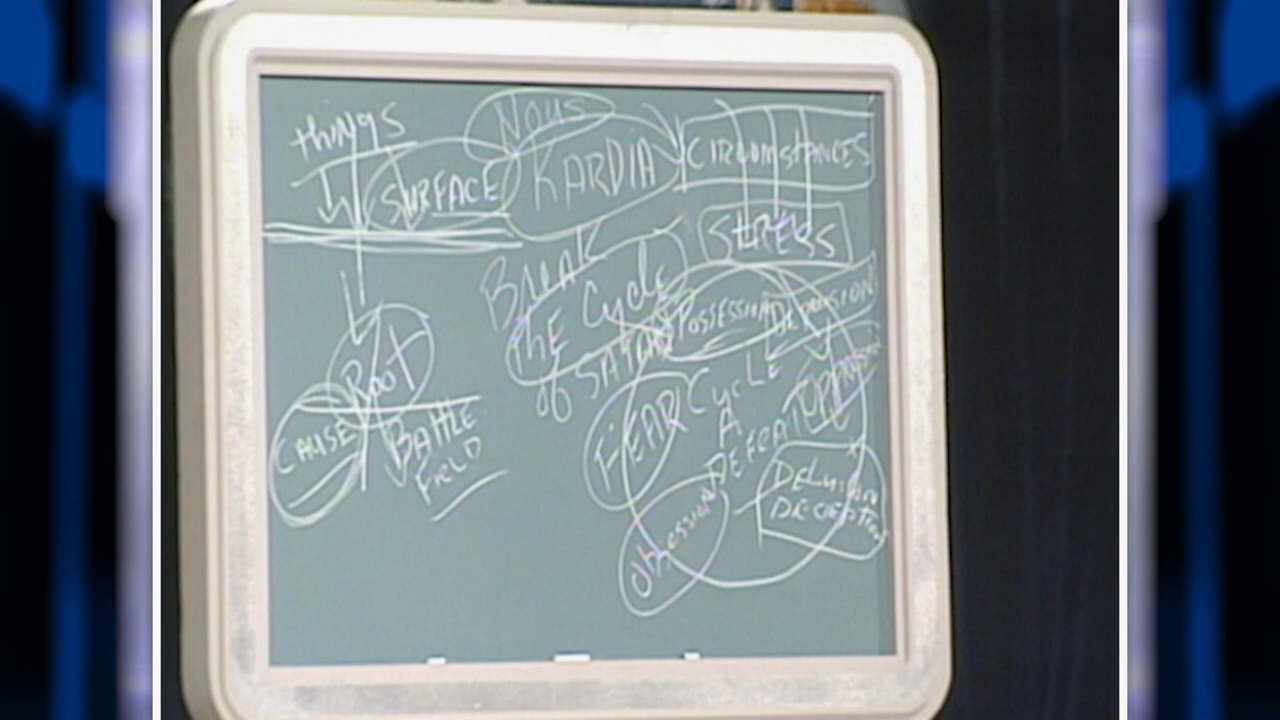 things
Nous
SURFACE
KARDIA
CIRCUMSTANCES
STRESS
BREAK
THE CYCLE
of SATAN
POSSESSION
DEPRESSION
ROOT
CAUSE
BATTLE
FIELD
FEAR
CYCLE
A
DEFEAT
Obsession
DELusion
DECEPTION